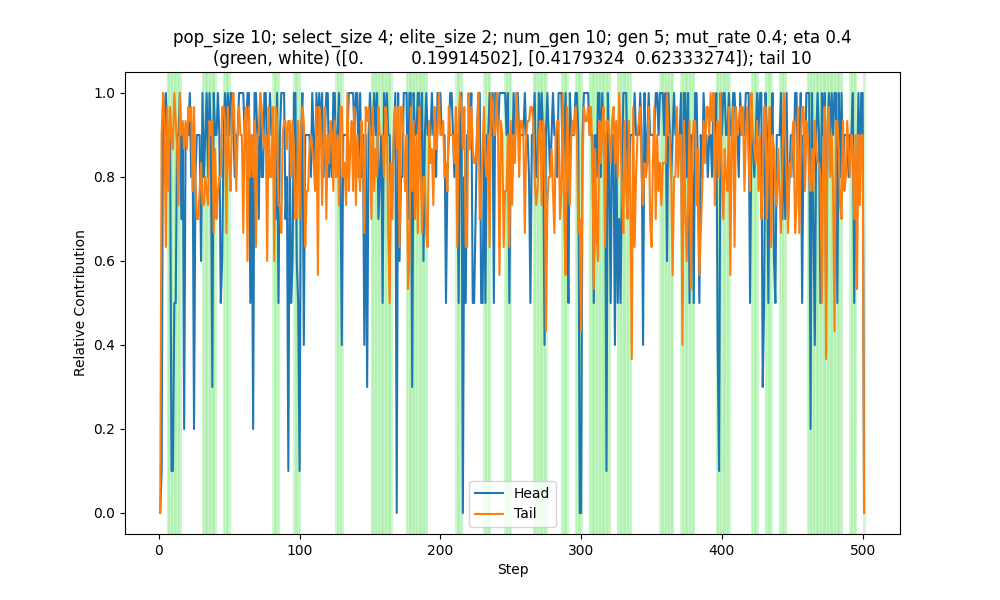 pop_size 10; select_size 4; elite_size 2; num_gen 10; gen 5; mut_rate 0.4; eta 0.4
(green, white) ([0.         0.19914502], [0.4179324  0.62333274]); tail 10
1.0
0.8
0.6
0.4
0.2
0.0
Relative Contribution
Head
Tail
0
100
200
300
400
500
Step